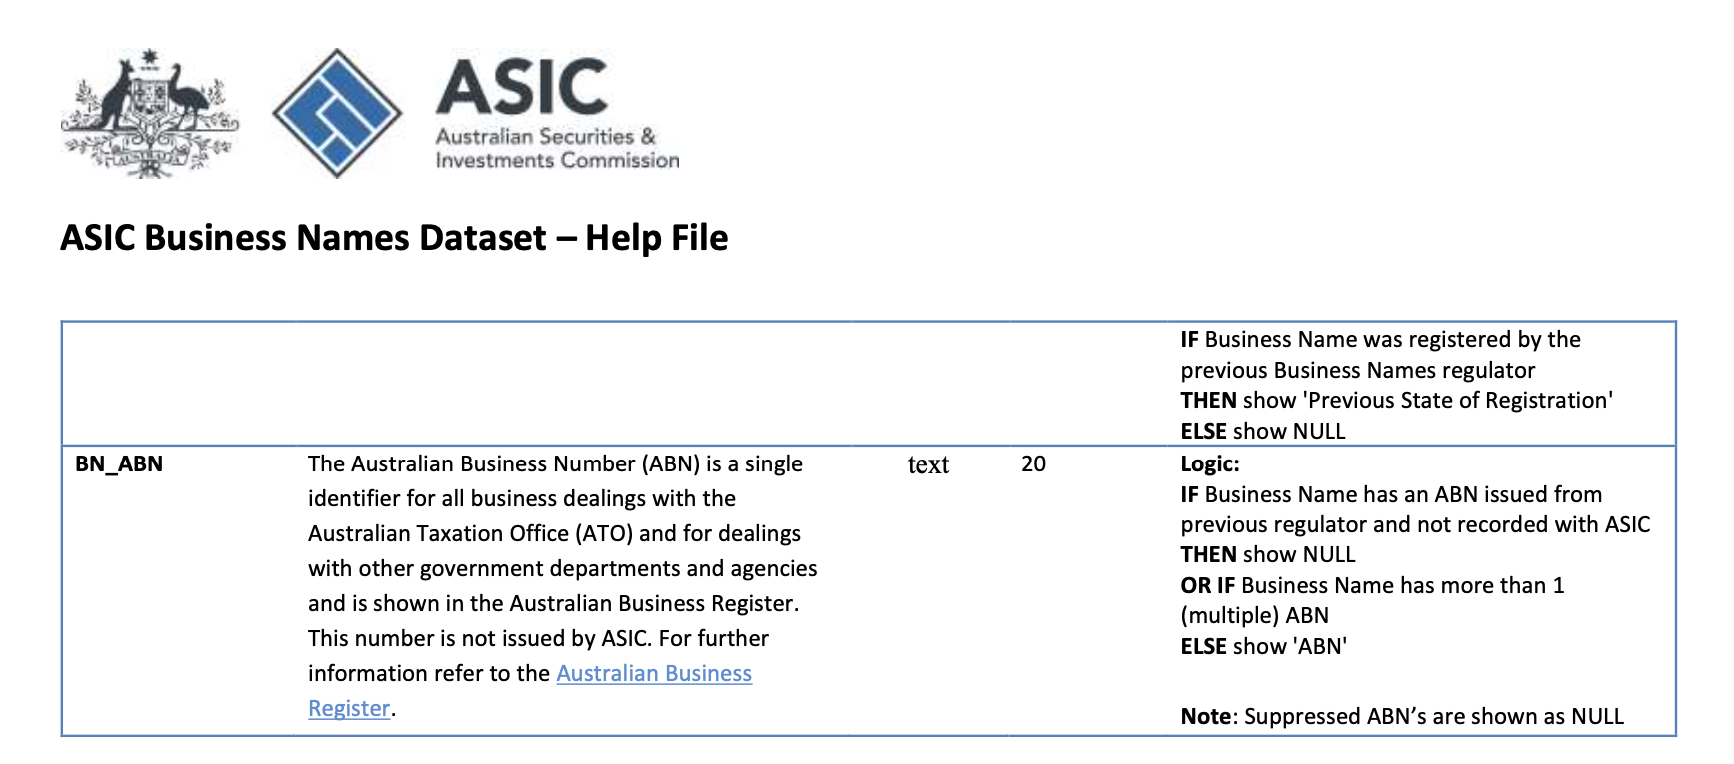 AUSTRALIA
ASIC
Australian Securities &
Investments Commission
ASIC Business Names Dataset – Help File
IF Business Name was registered by the
previous Business Names regulator
THEN show 'Previous State of Registration'
ELSE show NULL
BN_ABN
The Australian Business Number (ABN) is a single
identifier for all business dealings with the
Australian Taxation Office (ATO) and for dealings
with other government departments and agencies
and is shown in the Australian Business Register.
This number is not issued by ASIC. For further
information refer to the Australian Business
Register.
text
20
Logic:
IF Business Name has an ABN issued from
previous regulator and not recorded with ASIC
THEN show NULL
OR IF Business Name has more than 1
(multiple) ABN
ELSE show 'ABN'
Note: Suppressed ABN’s are shown as NULL